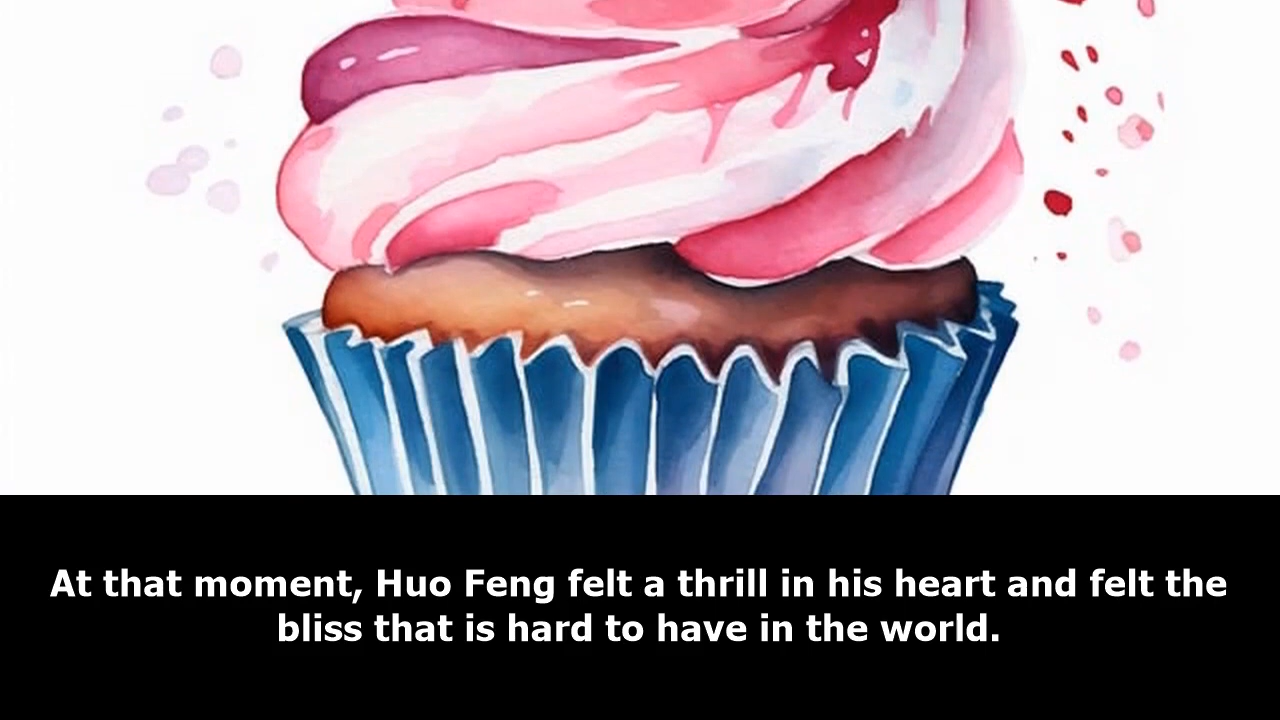 At that moment, Huo Feng felt a thrill in his heart and felt the
bliss that is hard to have in the world.